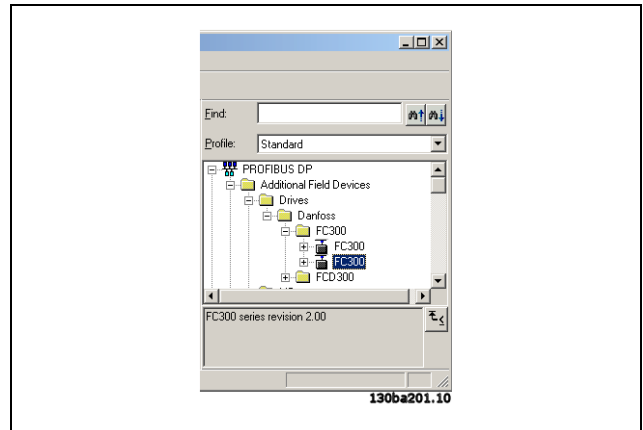 Find:
Profile: Standard
PROFIBUS DP
Additional Field Devices
Drives
Danfoss
FC300
FC300
FC300
FCD300
FC300 series revision 2.00
130ba201.10